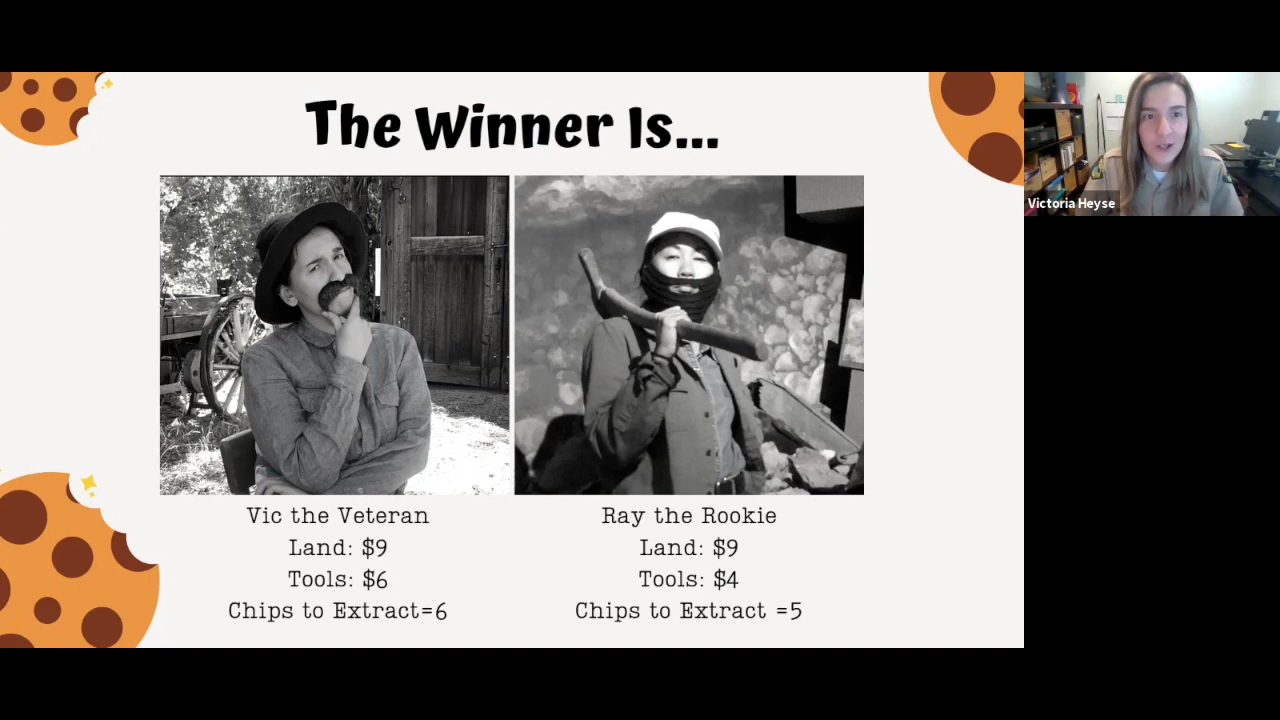 The Winner Is...
Victoria Heyse
Vic the Veteran
Land: $9
Tools: $6
Chips to Extract=6
Ray the Rookie
Land: $9
Tools: $4
Chips to Extract =5